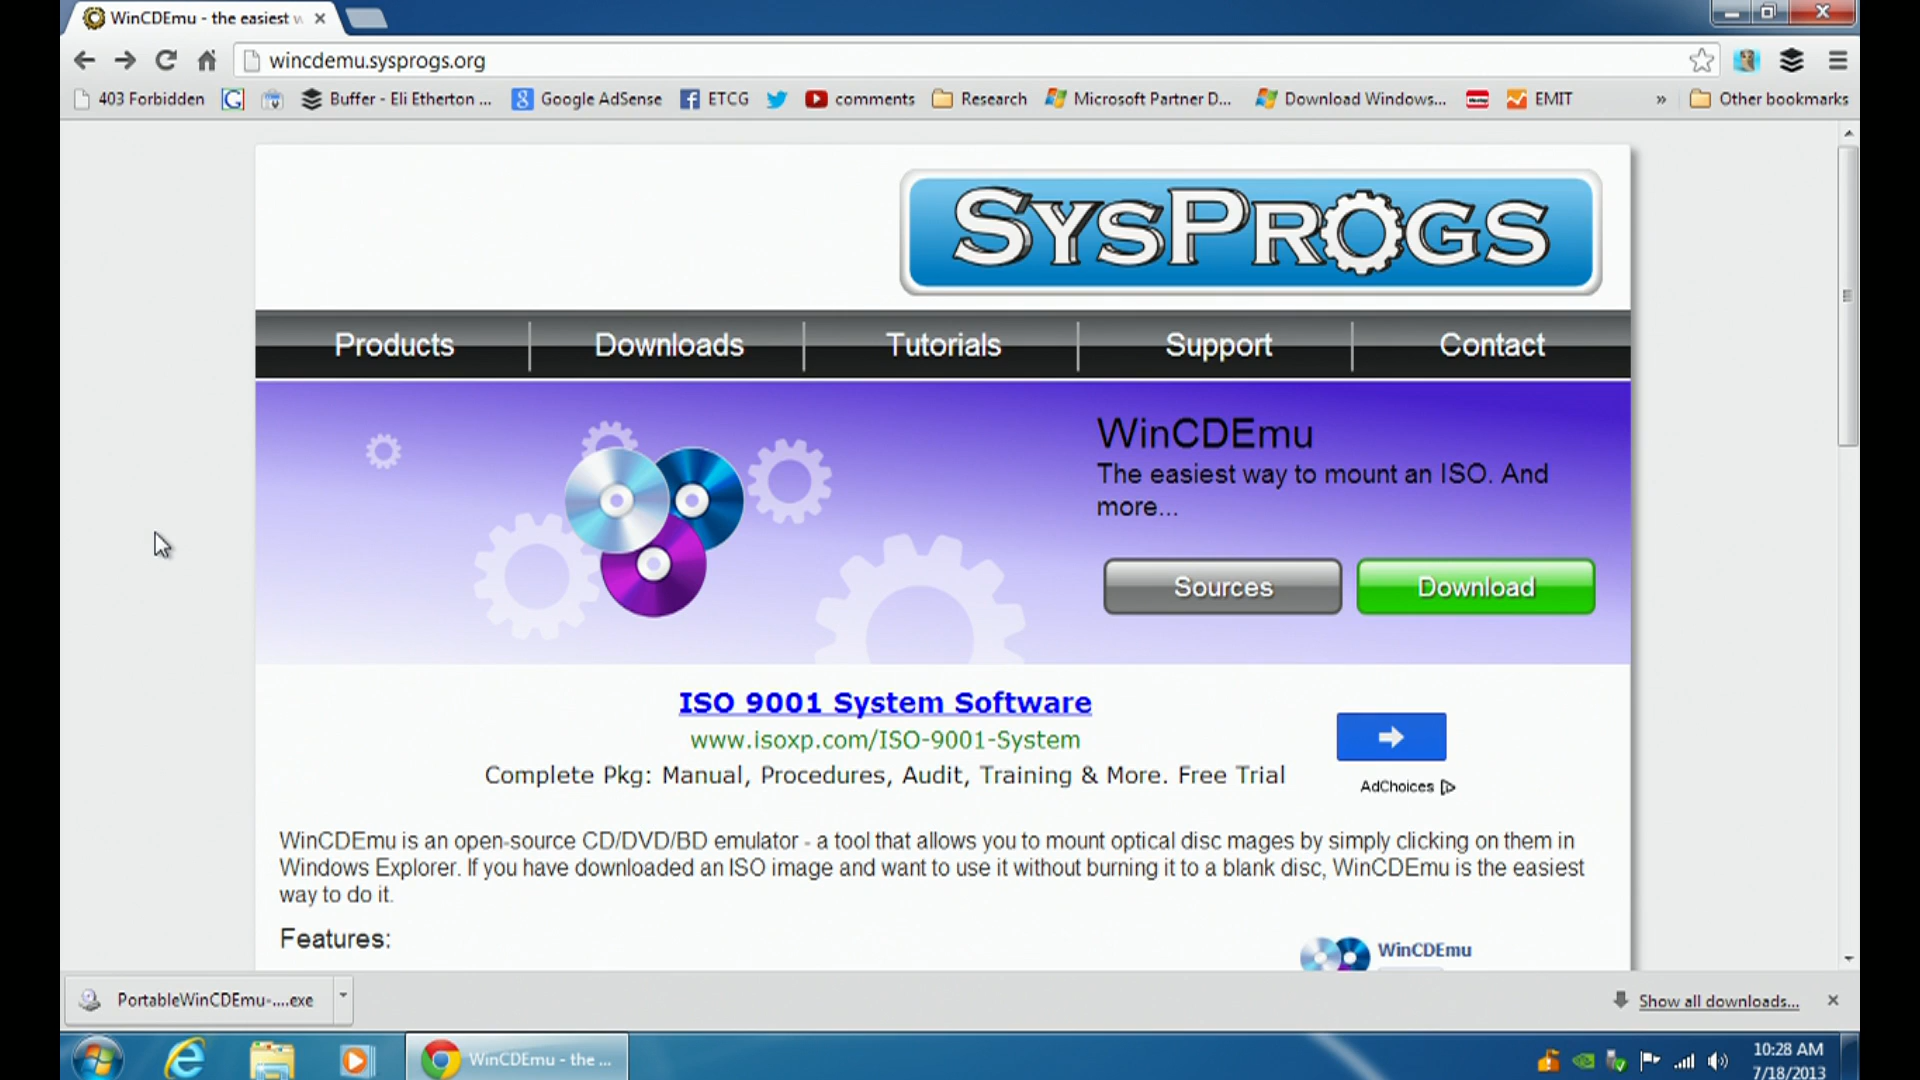 WinCDEmu - the easiest w
wincdemu.sysprogs.org
403 Forbidden
Buffer - Eli Etherton ...
Google AdSense
ETCG
comments
Research
Microsoft Partner D...
Download Windows...
EMIT
»
Other bookmarks
SYSPROGS
Products
Downloads
Tutorials
Support
Contact
WinCDEmu
The easiest way to mount an ISO. And
more...
Sources
Download
ISO 9001 System Software
www.isoxp.com/ISO-9001-System
Complete Pkg: Manual, Procedures, Audit, Training & More. Free Trial
AdChoices
WinCDEmu is an open-source CD/DVD/BD emulator - a tool that allows you to mount optical disc mages by simply clicking on them in
Windows Explorer. If you have downloaded an ISO image and want to use it without burning it to a blank disc, WinCDEmu is the easiest
way to do it.
Features:
WinCDEmu
PortableWinCDEmu-....exe
Show all downloads...
WinCDEmu - the ...
10:28 AM
7/18/2013